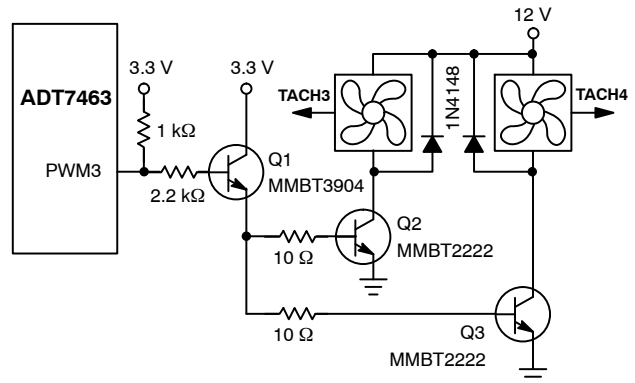 12 V
3.3 V
3.3 V
ADT7463
TACH3
1N4148
TACH4
1 kΩ
PWM3
2.2 kΩ
Q1
MMBT3904
Q2
MMBT2222
10 Ω
10 Ω
Q3
MMBT2222